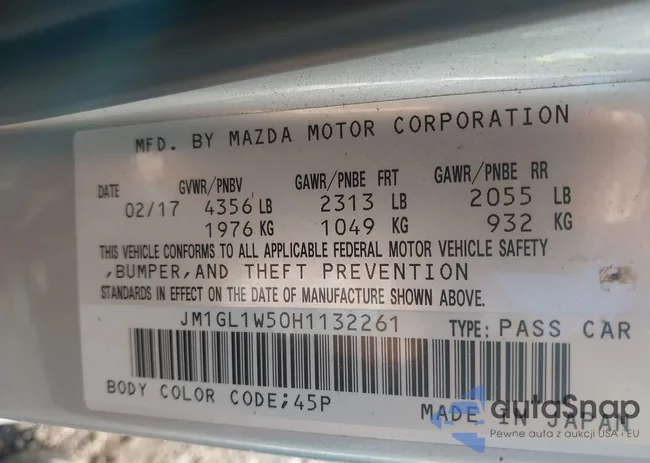 MFD. BY MAZDA MOTOR CORPORATION
DATE GVWR/PNBV GAWR/PNBE FRT GAWR/PNBE RR
02/17 4356 LB 2313 LB 2055 LB
1976 KG 1049 KG 932 KG
THIS VEHICLE CONFORMS TO ALL APPLICABLE FEDERAL MOTOR VEHICLE SAFETY
,BUMPER,AND THEFT PREVENTION
STANDARDS IN EFFECT ON THE DATE OF MANUFACTURE SHOWN ABOVE.
JM1GL1W50H1132261 TYPE: PASS CAR
BODY COLOR CODE;45P MADE IN JAPAN
autaSnap
Pewne auta z aukcji USA i EU